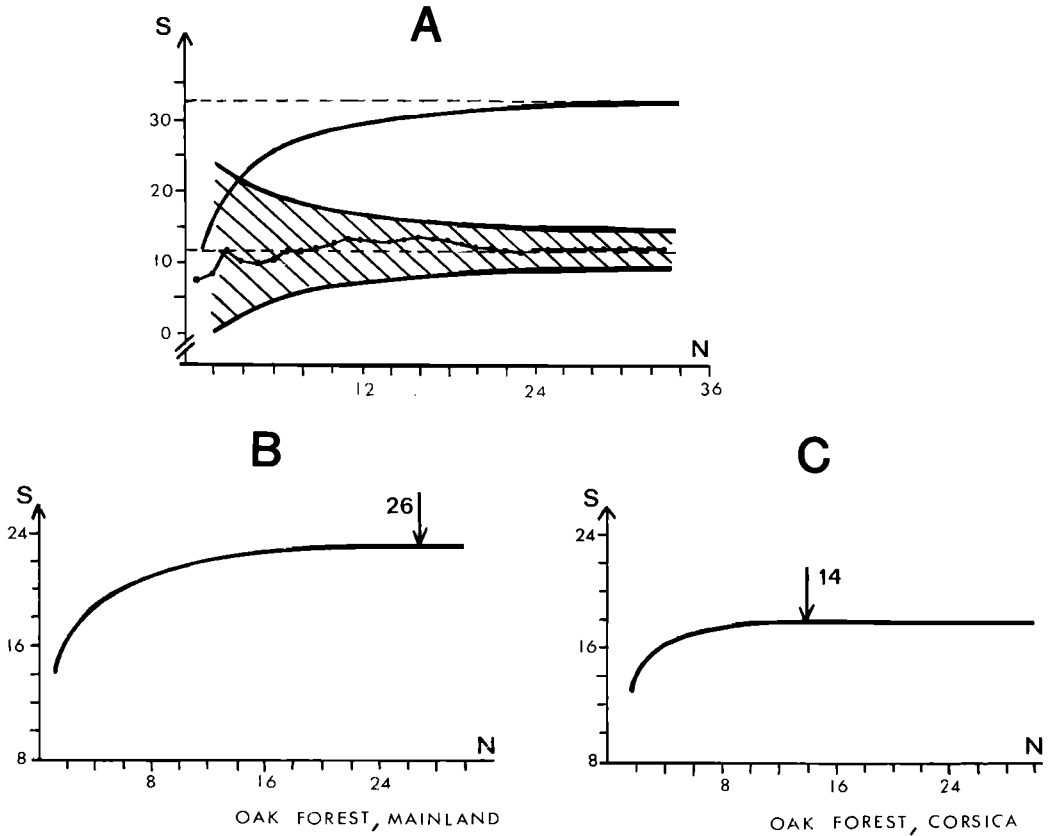 A
S
30
20
10
0
N
12
24
36
B
S
26
24
16
8
N
8
16
24
OAK FOREST, MAINLAND
C
S
14
24
16
8
N
8
16
24
OAK FOREST, CORSICA